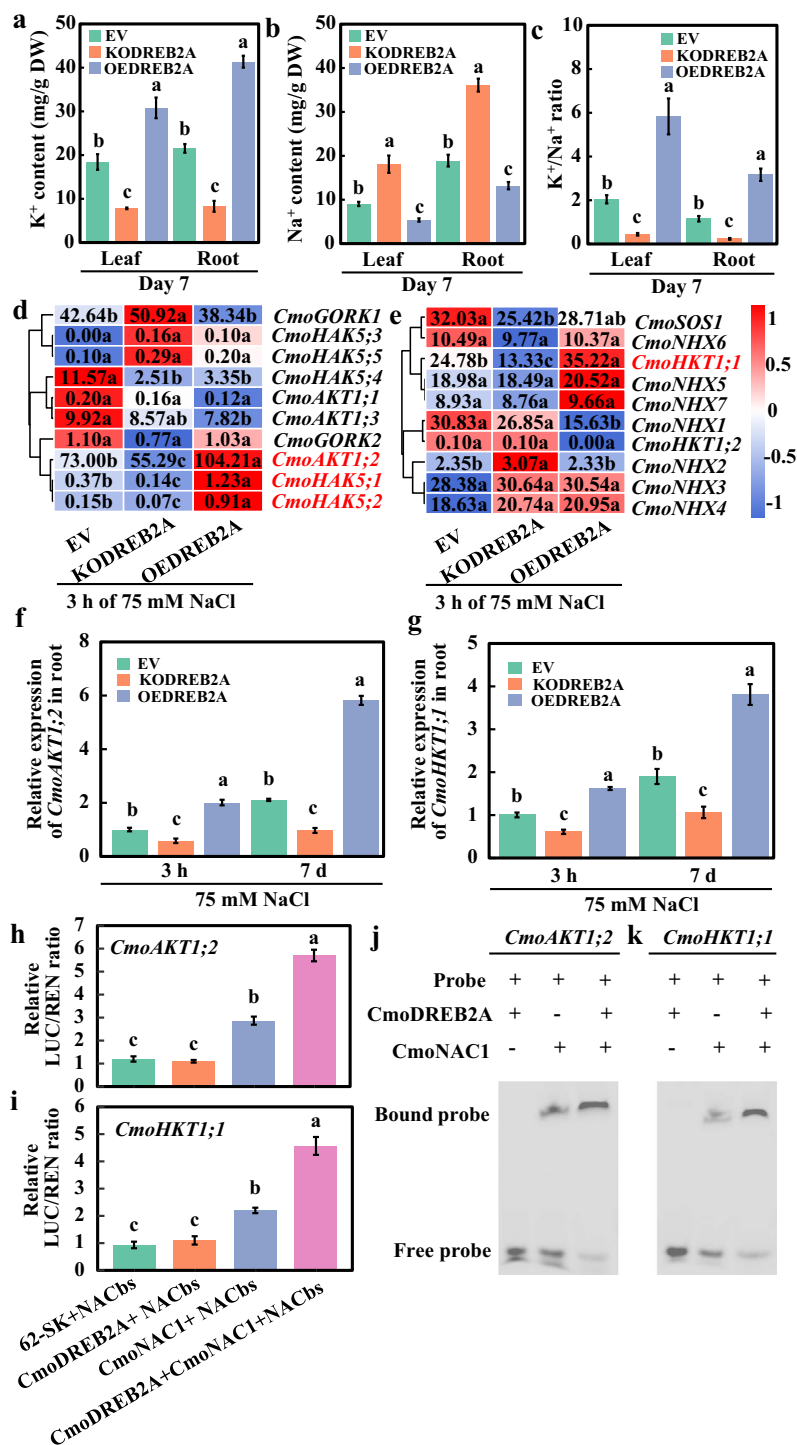 a
EV
KODREB2A
OEDREB2A
K⁺ content (mg/g DW)
50
40
30
20
10
0
b
c
a
b
c
a
Leaf
Root
Day 7
b
EV
KODREB2A
OEDREB2A
Na⁺ content (mg/g DW)
50
40
30
20
10
0
b
a
c
b
a
c
Leaf
Root
Day 7
c
EV
KODREB2A
OEDREB2A
K⁺/Na⁺ ratio
10
8
6
4
2
0
b
c
a
b
c
a
Leaf
Root
Day 7
d
42.64b 50.92a 38.34b CmoGORK1
0.00a 0.16a 0.10a CmoHAK5;3
0.10a 0.29a 0.20a CmoHAK5;5
11.57a 2.51b 3.35b CmoHAK5;4
0.20a 0.16a 0.12a CmoAKT1;1
9.92a 8.57ab 7.82b CmoAKT1;3
1.10a 0.77a 1.03a CmoGORK2
73.00b 55.29c 104.21a CmoAKT1;2
0.37b 0.14c 1.23a CmoHAK5;1
0.15b 0.07c 0.91a CmoHAK5;2
EV
KODREB2A
OEDREB2A
3 h of 75 mM NaCl
e
32.03a 25.42b 28.71ab CmoSOS1
10.49a 9.77a 10.37a CmoNHX6
24.78b 13.33c 35.22a CmoHKT1;1
18.98a 18.49a 20.52a CmoNHX5
8.93a 8.76a 9.66a CmoNHX7
30.83a 26.85a 15.63b CmoNHX1
0.10a 0.10a 0.00a CmoHKT1;2
2.35b 3.07a 2.33b CmoNHX2
28.38a 30.64a 30.54a CmoNHX3
18.63a 20.74a 20.95a CmoNHX4
EV
KODREB2A
OEDREB2A
3 h of 75 mM NaCl
1
0.5
0
-0.5
-1
f
EV
KODREB2A
OEDREB2A
Relative expression
of CmoAKT1;2 in root
8
6
4
2
0
b
c
a
b
c
a
3 h
7 d
75 mM NaCl
g
EV
KODREB2A
OEDREB2A
Relative expression
of CmoHKT1;1 in root
5
4
3
2
1
0
b
c
a
b
c
a
3 h
7 d
75 mM NaCl
h
CmoAKT1;2
Relative
LUC/REN ratio
7
6
5
4
3
2
1
0
c
c
b
a
i
CmoHKT1;1
Relative
LUC/REN ratio
6
5
4
3
2
1
0
c
c
b
a
62-SK+NACbs
CmoDREB2A+ NACbs
CmoNAC1+ NACbs
CmoDREB2A+CmoNAC1+NACbs
j
CmoAKT1;2
k
CmoHKT1;1
Probe + + + + + +
CmoDREB2A + - + + - +
CmoNAC1 - + + - + +
Bound probe
Free probe